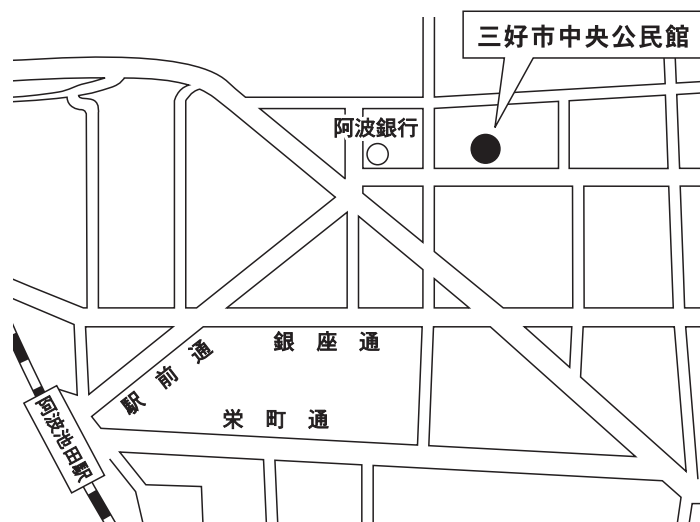 三好市中央公民館
阿波銀行
銀座通
駅前通
栄町通
阿波池田駅